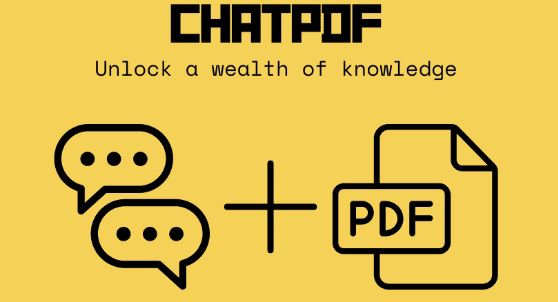 CHATPDF
Unlock a wealth of knowledge
PDF